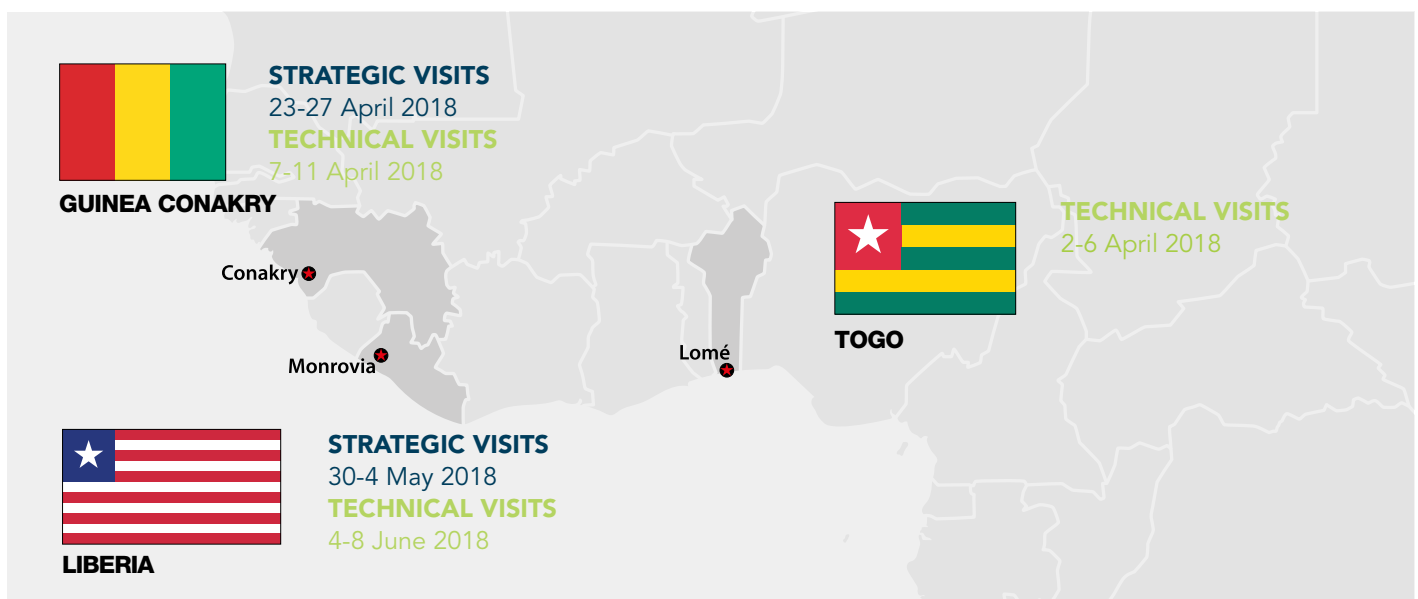 STRATEGIC VISITS
23-27 April 2018
TECHNICAL VISITS
7-11 April 2018
GUINEA CONAKRY
TECHNICAL VISITS
2-6 April 2018
Conakry
TOGO
Lomé
Monrovia
STRATEGIC VISITS
30-4 May 2018
TECHNICAL VISITS
4-8 June 2018
LIBERIA